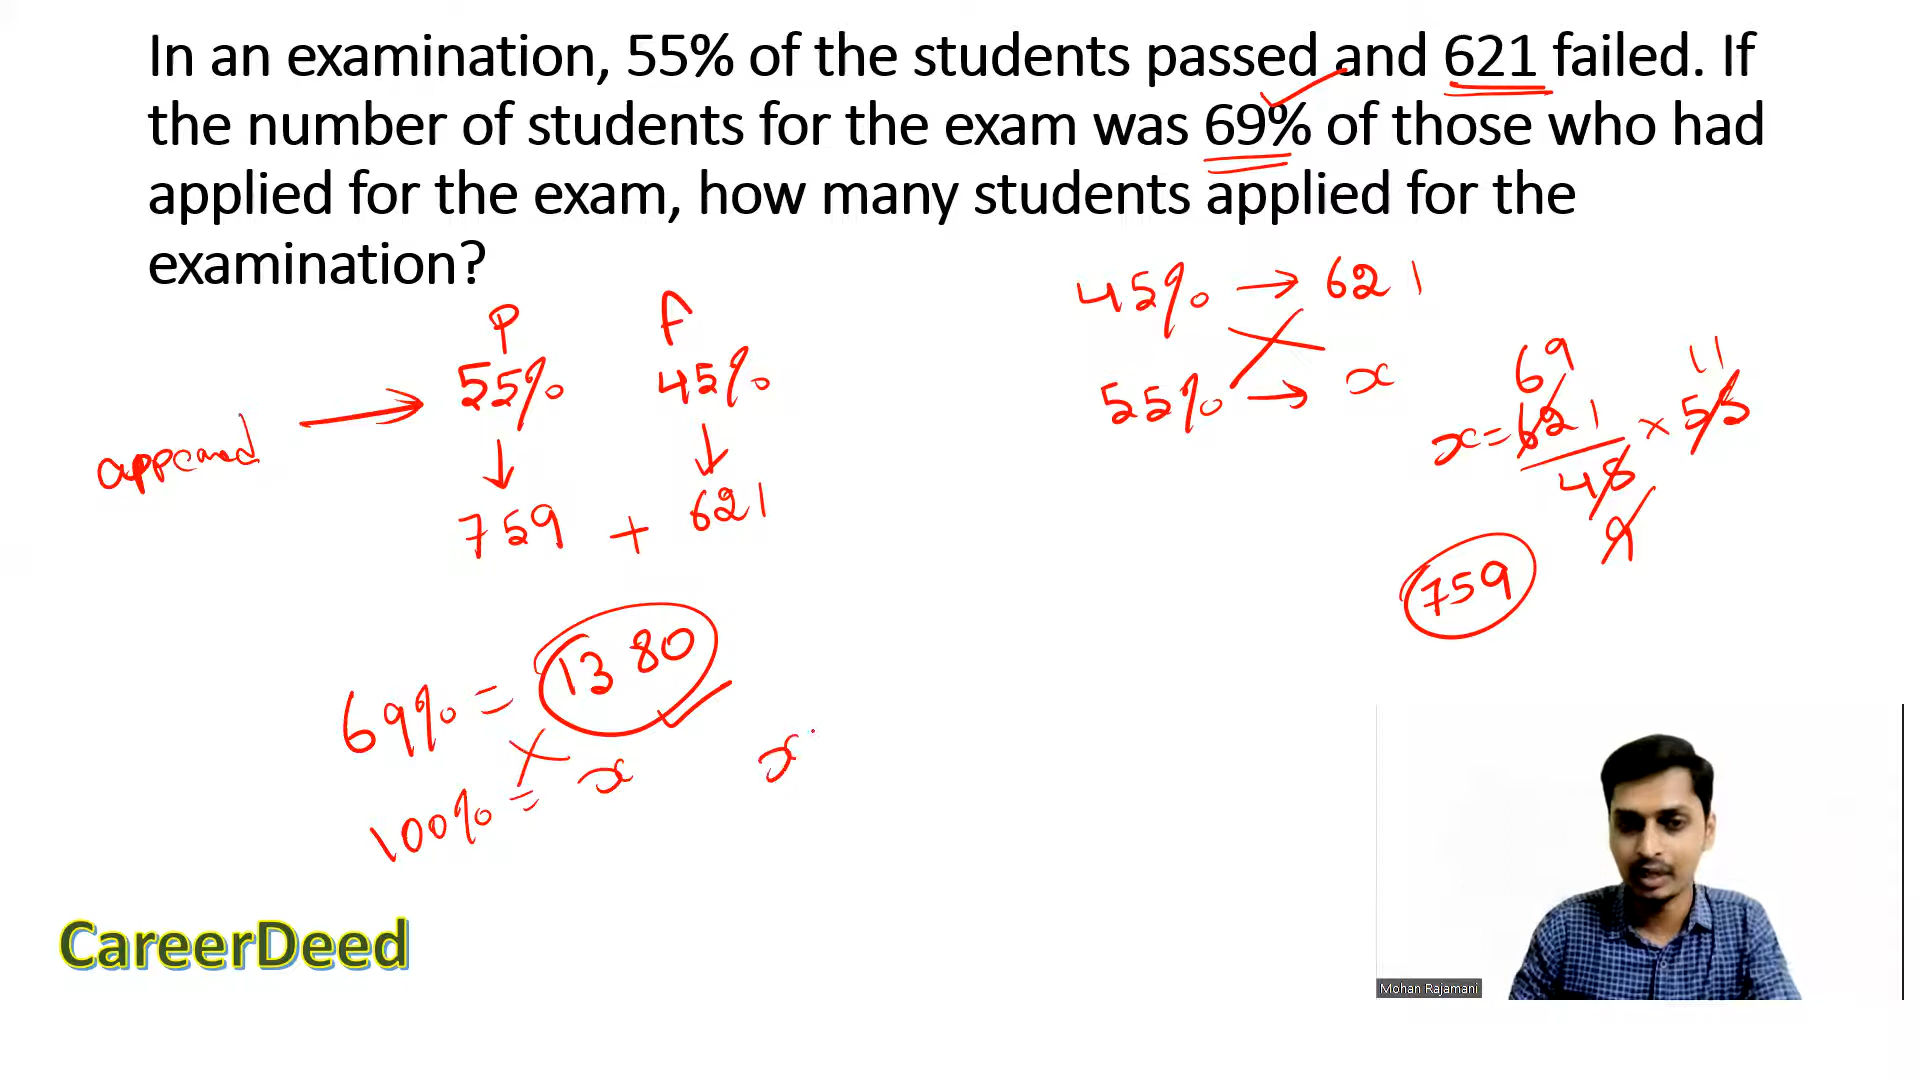 In an examination, 55% of the students passed and 621 failed. If
the number of students for the exam was 69% of those who had
applied for the exam, how many students applied for the
examination?
45% → 621
55% → x
P F
55% 45%
appeared →
759 + 621
69 11
x = 621 × 55
45
9
759
69% = 1380
100% = x
x
CareerDeed
Mohan Rajamani